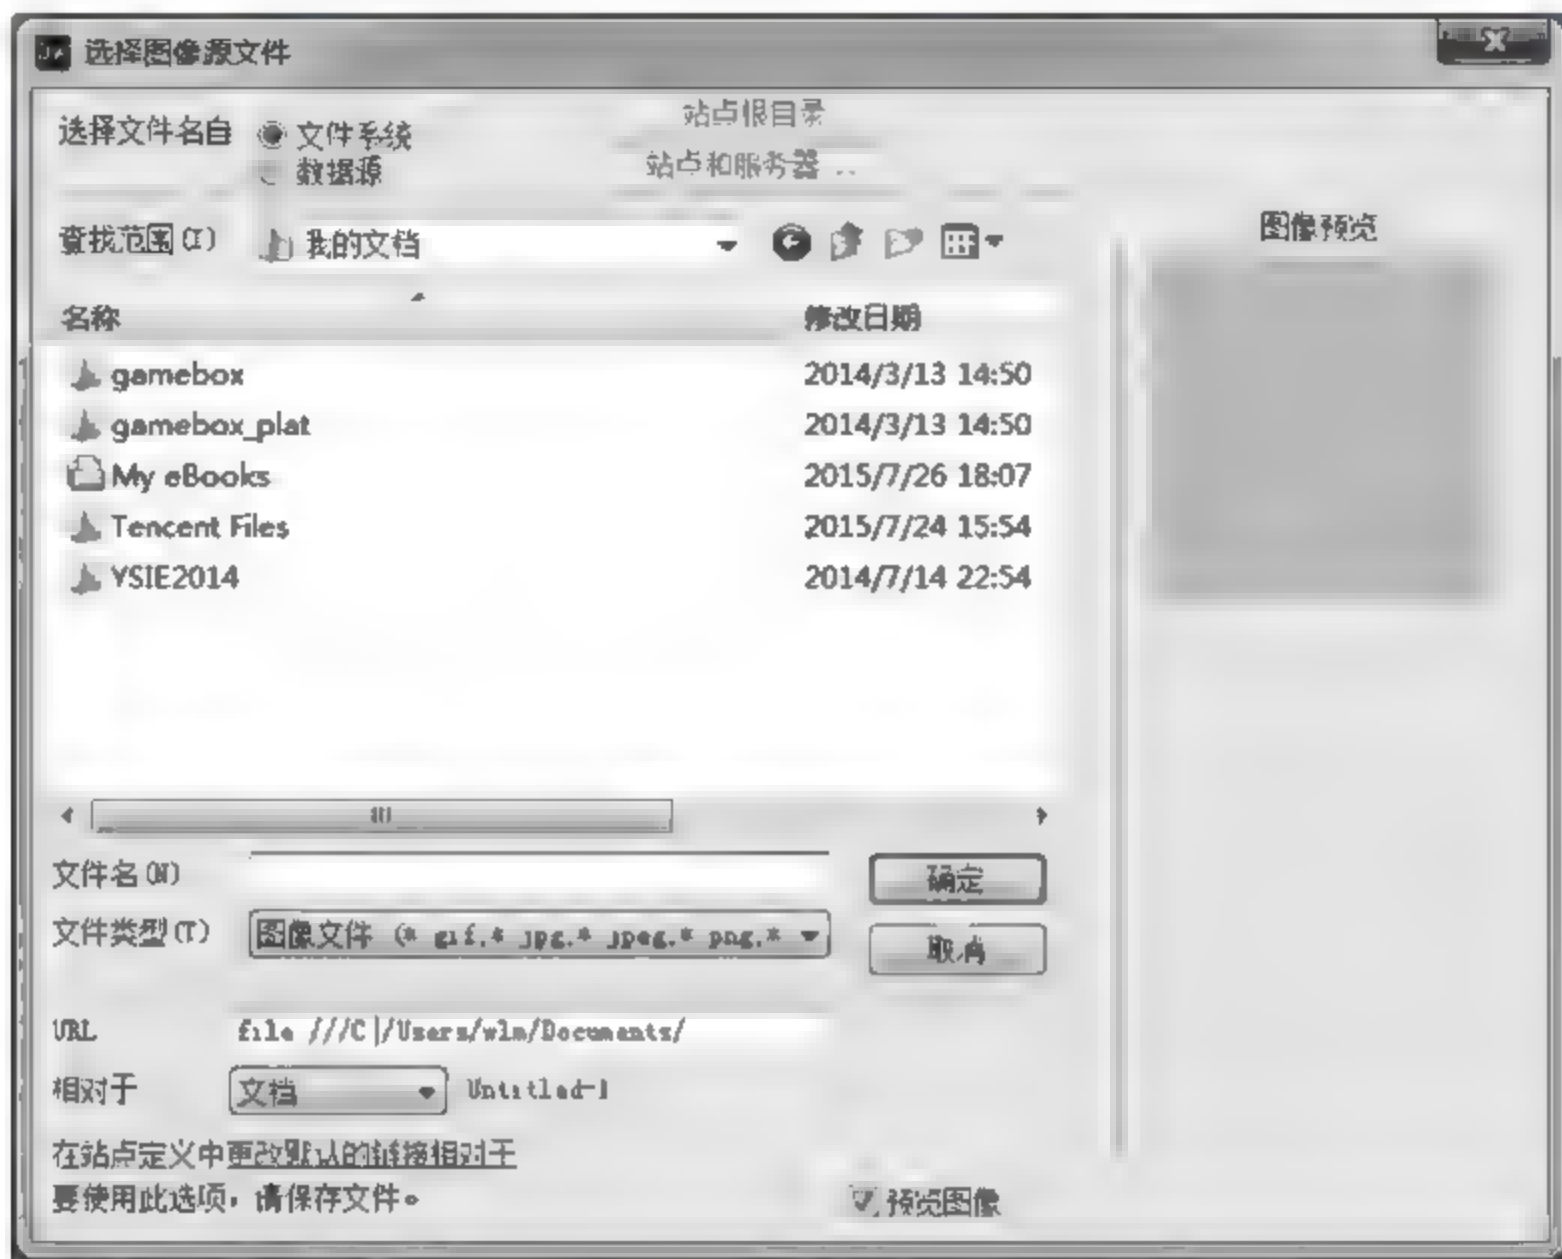 选择图像源文件
选择文件名自 文件系统 站点根目录
数据源 站点和服务器...
查找范围(I) 我的文档
图像预览
名称 修改日期
gamebox 2014/3/13 14:50
gamebox_plat 2014/3/13 14:50
My eBooks 2015/7/26 18:07
Tencent Files 2015/7/24 15:54
YSIE2014 2014/7/14 22:54
文件名(N) 确定
文件类型(T) 图像文件 (*.gif,*.jpg,*.jpeg,*.png,* 取消
URL file:///C|/Users/wlm/Documents/
相对于 文档 Untitled-1
在站点定义中更改默认的链接相对于
要使用此选项,请保存文件。
预览图像